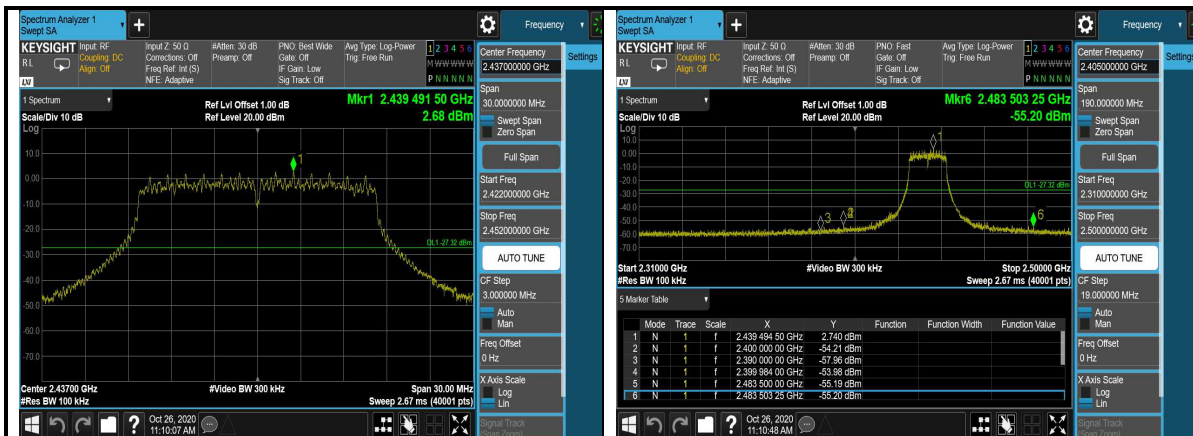 Spectrum Analyzer 1
Swept SA
+
Frequency
KEYSIGHT
RL
LXI
Input: RF
Coupling: DC
Align: Off
Input Z: 50 Ω
Corrections: Off
Freq Ref: Int (S)
NFE: Adaptive
#Atten: 30 dB
Preamp: Off
PNO: Best Wide
Gate: Off
IF Gain: Low
Sig Track: Off
Avg Type: Log-Power
Trig: Free Run
1 2 3 4 5 6
M W W W W W
P N N N N N
Settings
Center Frequency
2.437000000 GHz
Span
30.0000000 MHz
Swept Span
Zero Span
Full Span
Start Freq
2.422000000 GHz
Stop Freq
2.452000000 GHz
AUTO TUNE
CF Step
3.000000 MHz
Auto
Man
Freq Offset
0 Hz
X Axis Scale
Log
Lin
Signal Track
(Span Zoom)
1 Spectrum
Scale/Div 10 dB
Ref Lvl Offset 1.00 dB
Ref Level 20.00 dBm
Mkr1 2.439 491 50 GHz
2.68 dBm
Log
10.0
0.00
-10.0
-20.0
-30.0
-40.0
-50.0
-60.0
-70.0
1
DL1 -27.32 dBm
Center 2.43700 GHz
#Video BW 300 kHz
Span 30.00 MHz
#Res BW 100 kHz
Sweep 2.67 ms (40001 pts)
?
Oct 26, 2020
11:10:07 AM
Spectrum Analyzer 1
Swept SA
+
Frequency
KEYSIGHT
RL
LXI
Input: RF
Coupling: DC
Align: Off
Input Z: 50 Ω
Corrections: Off
Freq Ref: Int (S)
NFE: Adaptive
#Atten: 30 dB
Preamp: Off
PNO: Fast
Gate: Off
IF Gain: Low
Sig Track: Off
Avg Type: Log-Power
Trig: Free Run
1 2 3 4 5 6
M W W W W W
P N N N N N
Settings
Center Frequency
2.405000000 GHz
Span
190.000000 MHz
Swept Span
Zero Span
Full Span
Start Freq
2.310000000 GHz
Stop Freq
2.500000000 GHz
AUTO TUNE
CF Step
19.000000 MHz
Auto
Man
Freq Offset
0 Hz
X Axis Scale
Log
Lin
Signal Track
(Span Zoom)
1 Spectrum
Scale/Div 10 dB
Ref Lvl Offset 1.00 dB
Ref Level 20.00 dBm
Mkr6 2.483 503 25 GHz
-55.20 dBm
Log
10.0
0.00
-10.0
-20.0
-30.0
-40.0
-50.0
-60.0
-70.0
1
3
6
DL1 -27.32 dBm
Start 2.31000 GHz
#Video BW 300 kHz
Stop 2.50000 GHz
#Res BW 100 kHz
Sweep 2.67 ms (40001 pts)
5 Marker Table
Mode Trace Scale X Y Function Function Width Function Value
1 N 1 f 2.439 494 50 GHz 2.740 dBm
2 N 1 f 2.400 000 00 GHz -54.21 dBm
3 N 1 f 2.390 000 00 GHz -57.96 dBm
4 N 1 f 2.399 984 00 GHz -53.98 dBm
5 N 1 f 2.483 500 00 GHz -55.19 dBm
6 N 1 f 2.483 503 25 GHz -55.20 dBm
?
Oct 26, 2020
11:10:48 AM